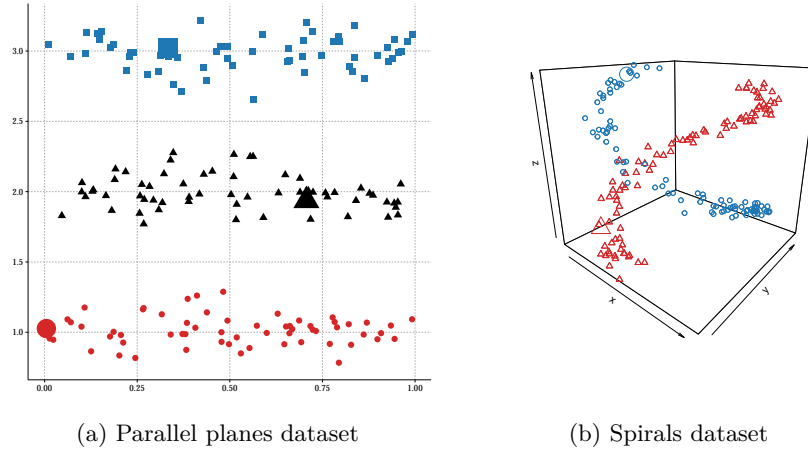 3.0
2.5
2.0
1.5
1.0
0.00 0.25 0.50 0.75 1.00
z
x
y
(a) Parallel planes dataset
(b) Spirals dataset